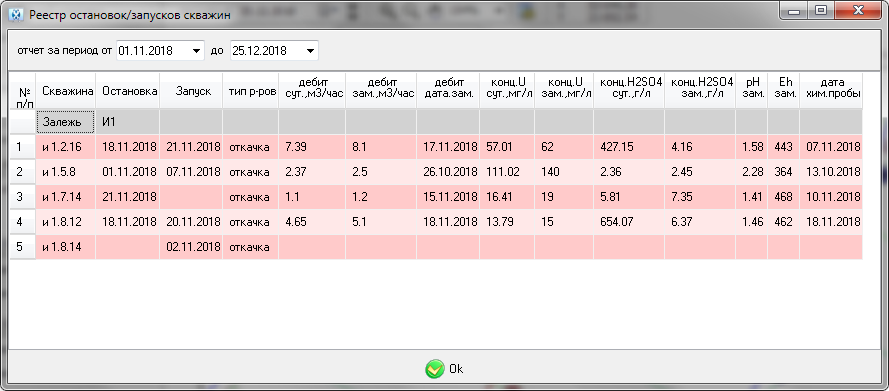 Реестр остановок/запусков скважин
отчет за период от 01.11.2018 до 25.12.2018
№ п/п Скважина Остановка Запуск тип р-ров дебит сут.,м3/час дебит зам.,м3/час дебит дата.зам. конц.U сут.,мг/л конц.U зам.,мг/л конц.H2SO4 сут.,г/л конц.H2SO4 зам.,г/л pH зам. Eh зам. дата хим.пробы
Залежь И1
1 и 1.2.16 18.11.2018 21.11.2018 откачка 7.39 8.1 17.11.2018 57.01 62 427.15 4.16 1.58 443 07.11.2018
2 и 1.5.8 01.11.2018 07.11.2018 откачка 2.37 2.5 26.10.2018 111.02 140 2.36 2.45 2.28 364 13.10.2018
3 и 1.7.14 21.11.2018 откачка 1.1 1.2 15.11.2018 16.41 19 5.81 7.35 1.41 468 10.11.2018
4 и 1.8.12 18.11.2018 20.11.2018 откачка 4.65 5.1 18.11.2018 13.79 15 654.07 6.37 1.46 462 18.11.2018
5 и 1.8.14 02.11.2018 откачка
Ok